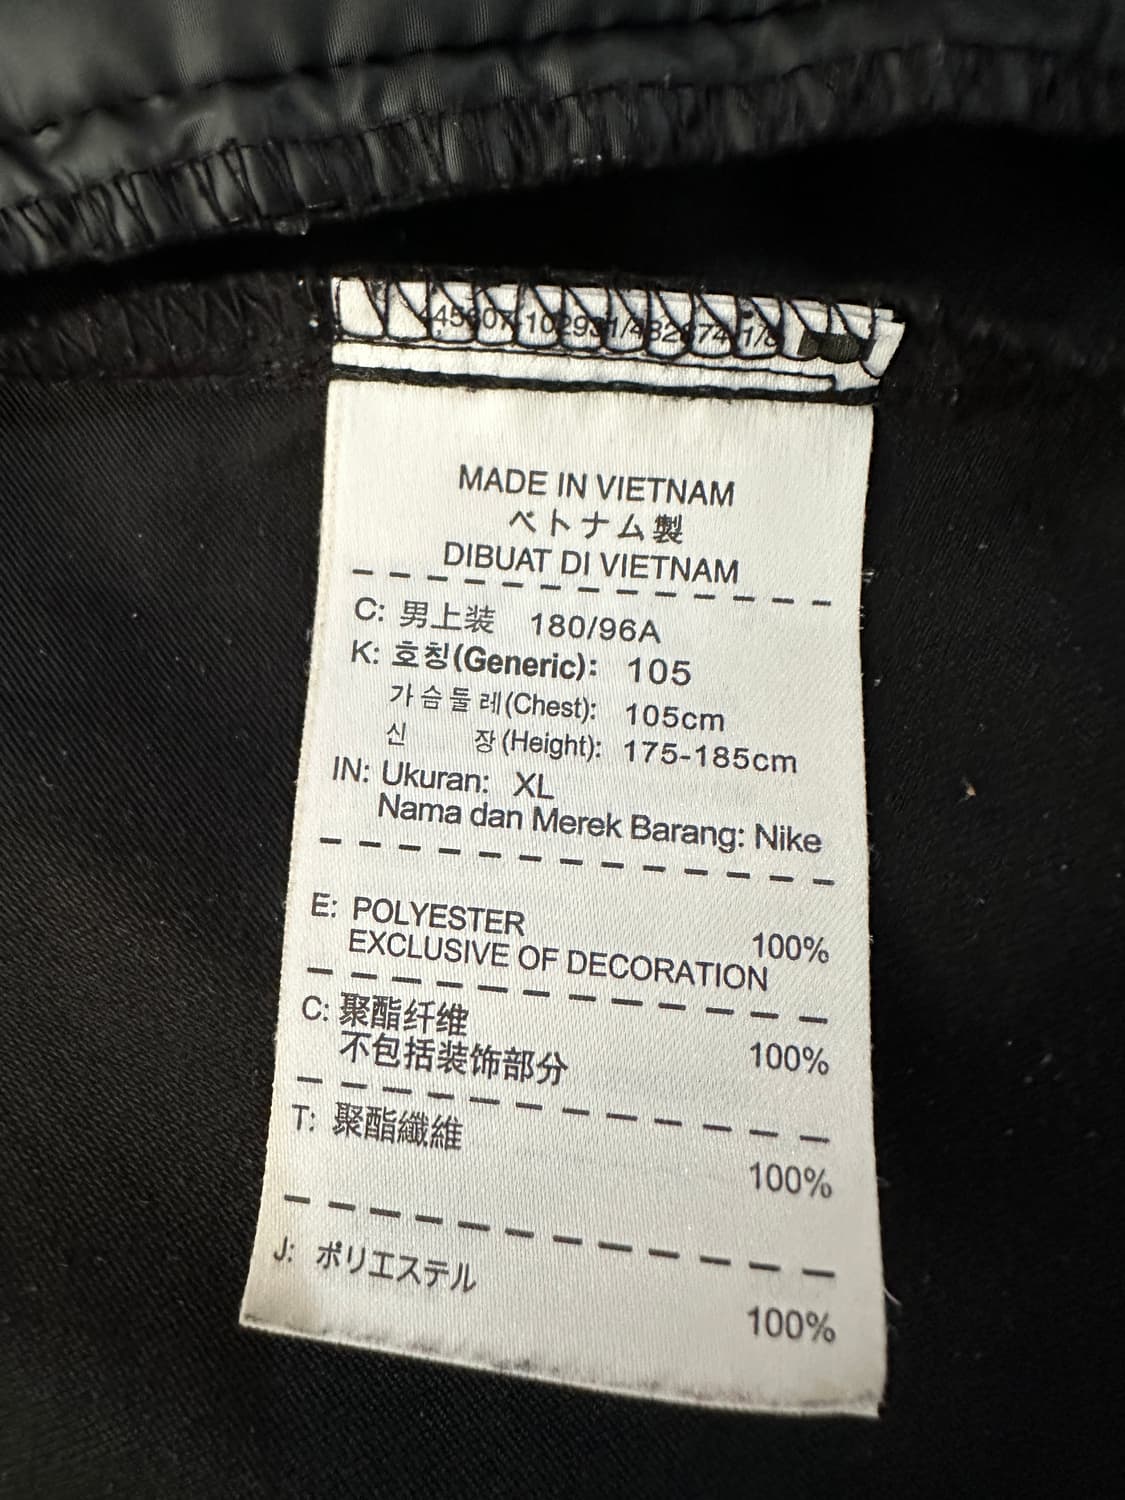 MADE IN VIETNAM
ベトナム製
DIBUAT DI VIETNAM
C: 男上装 180/96A
K: 호칭(Generic): 105
가슴둘레(Chest): 105cm
신 장(Height): 175-185cm
IN: Ukuran: XL
Nama dan Merek Barang: Nike
E: POLYESTER 100%
EXCLUSIVE OF DECORATION
C: 聚酯纤维 100%
不包括装饰部分
T: 聚酯纖維 100%
J: ポリエステル 100%